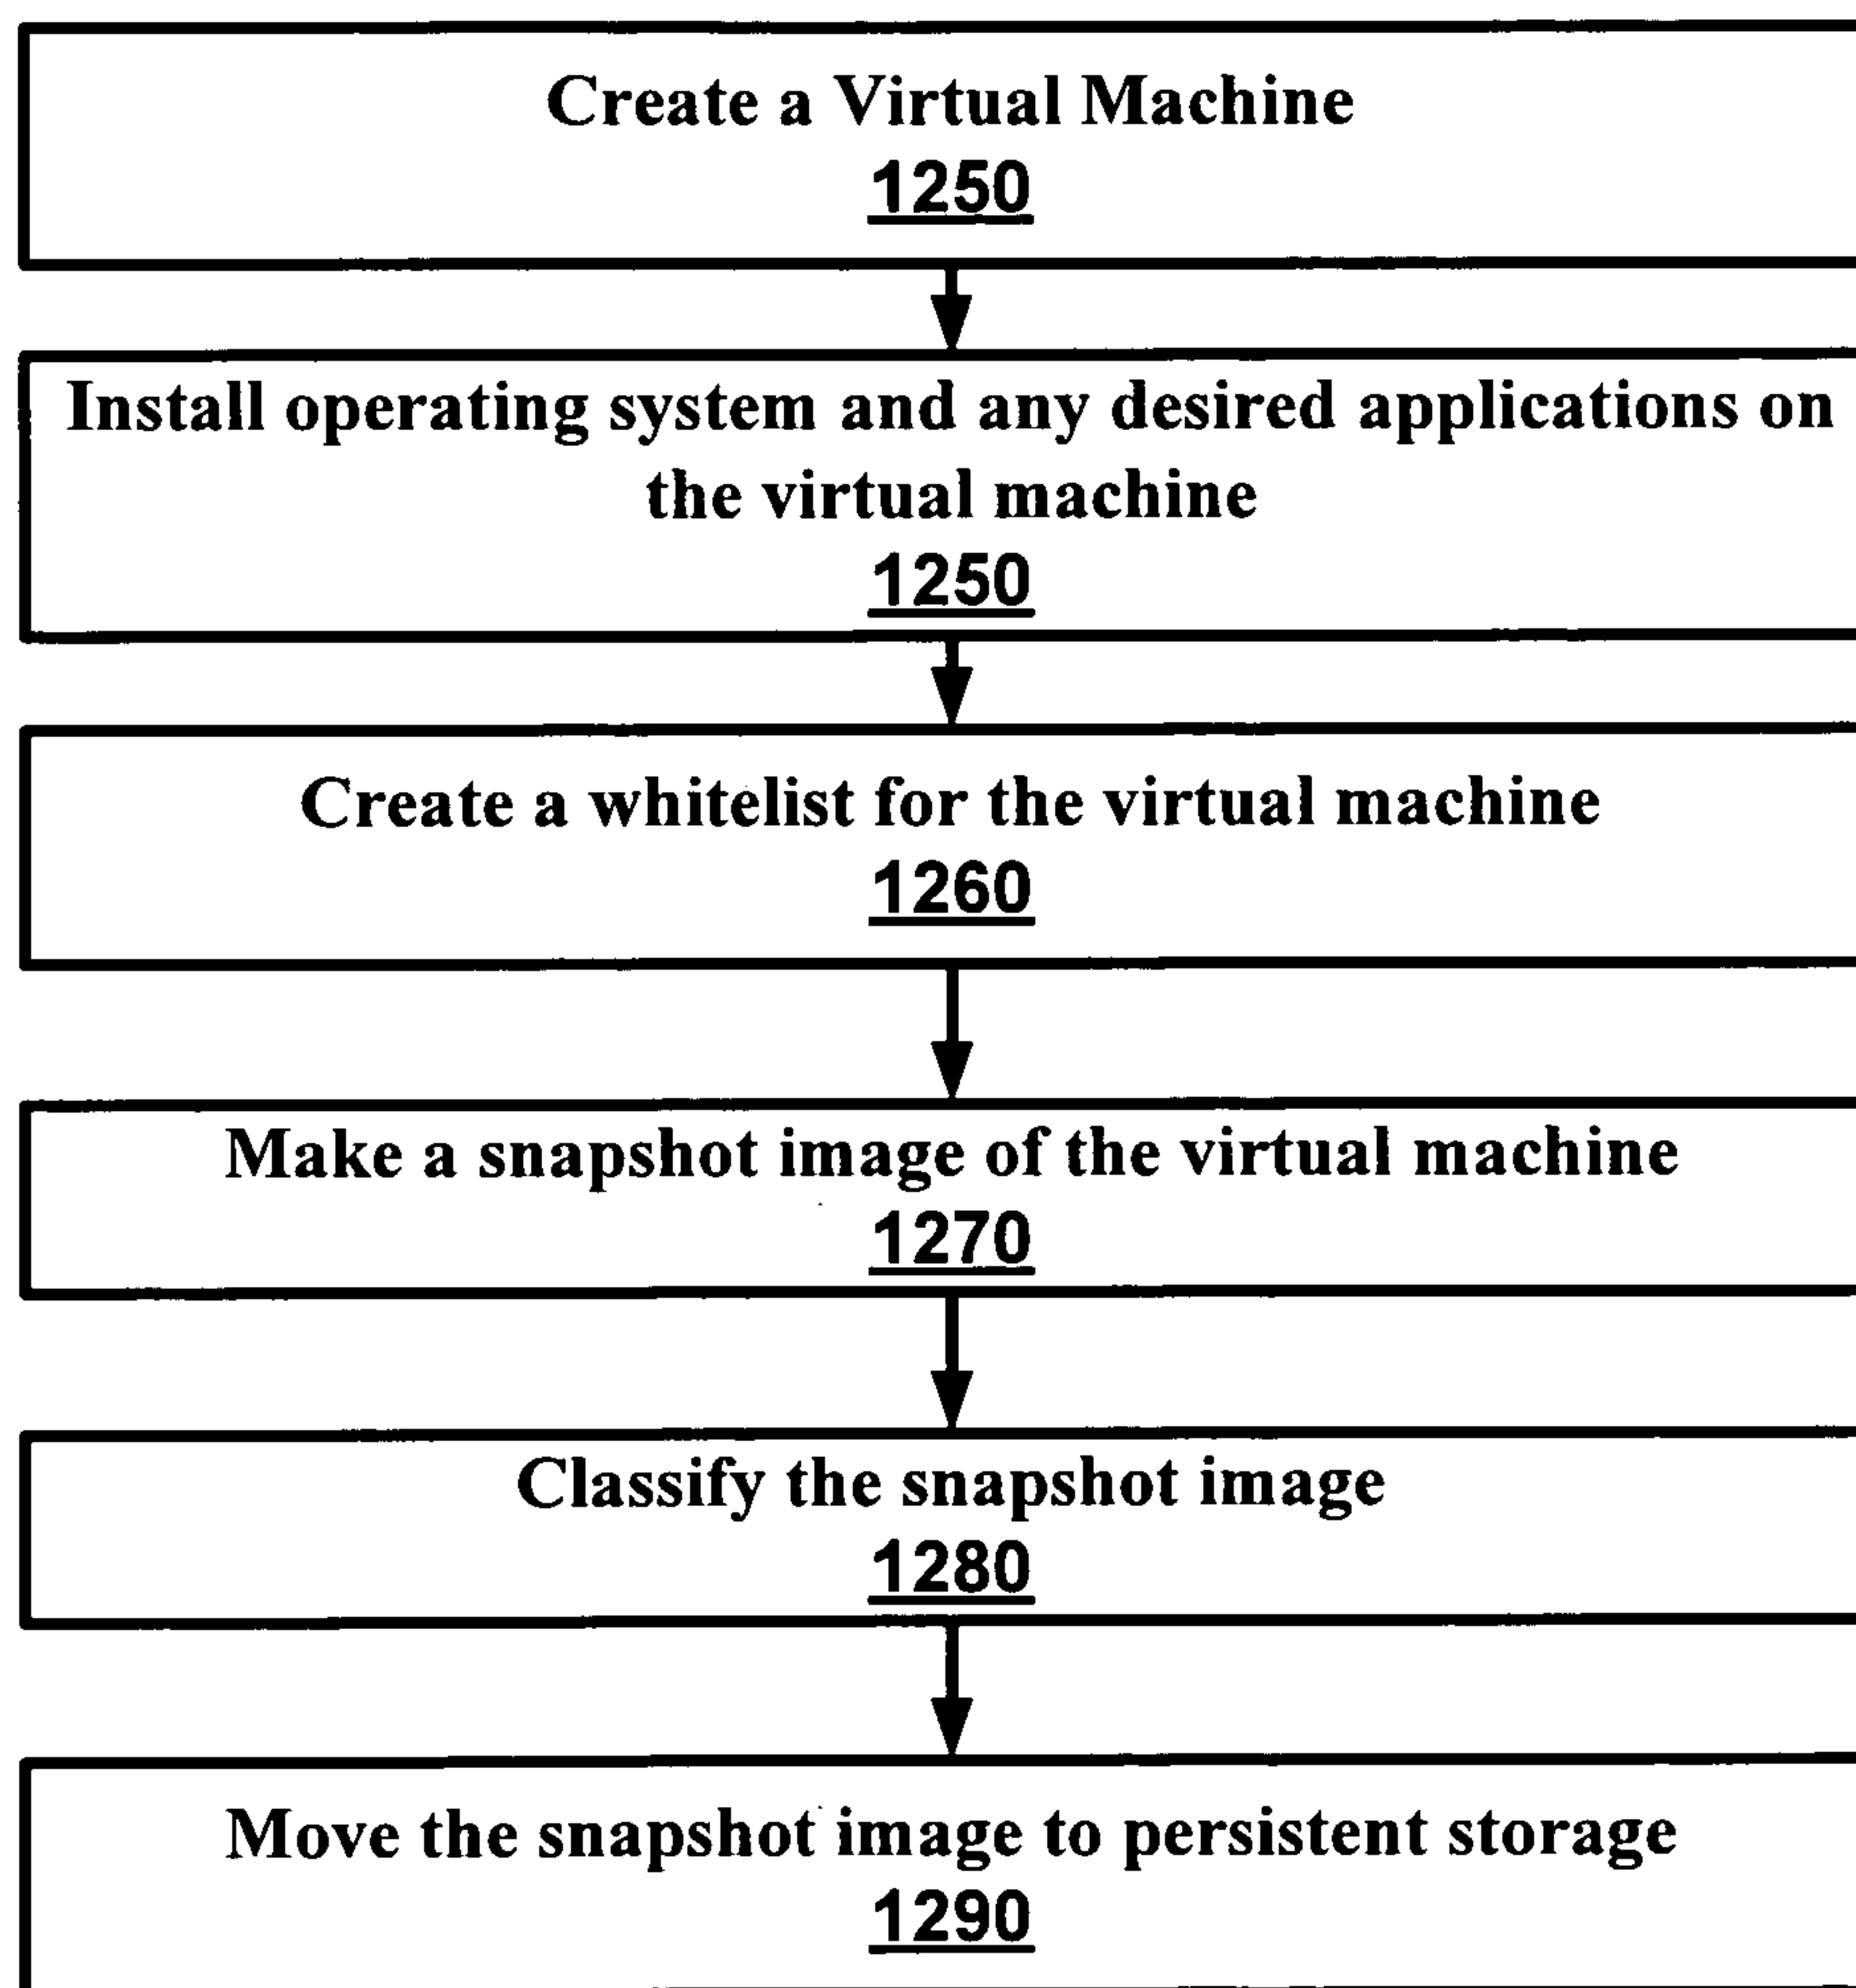 Create a Virtual Machine
1250
Install operating system and any desired applications on
the virtual machine
1250
Create a whitelist for the virtual machine
1260
Make a snapshot image of the virtual machine
1270
Classify the snapshot image
1280
Move the snapshot image to persistent storage
1290